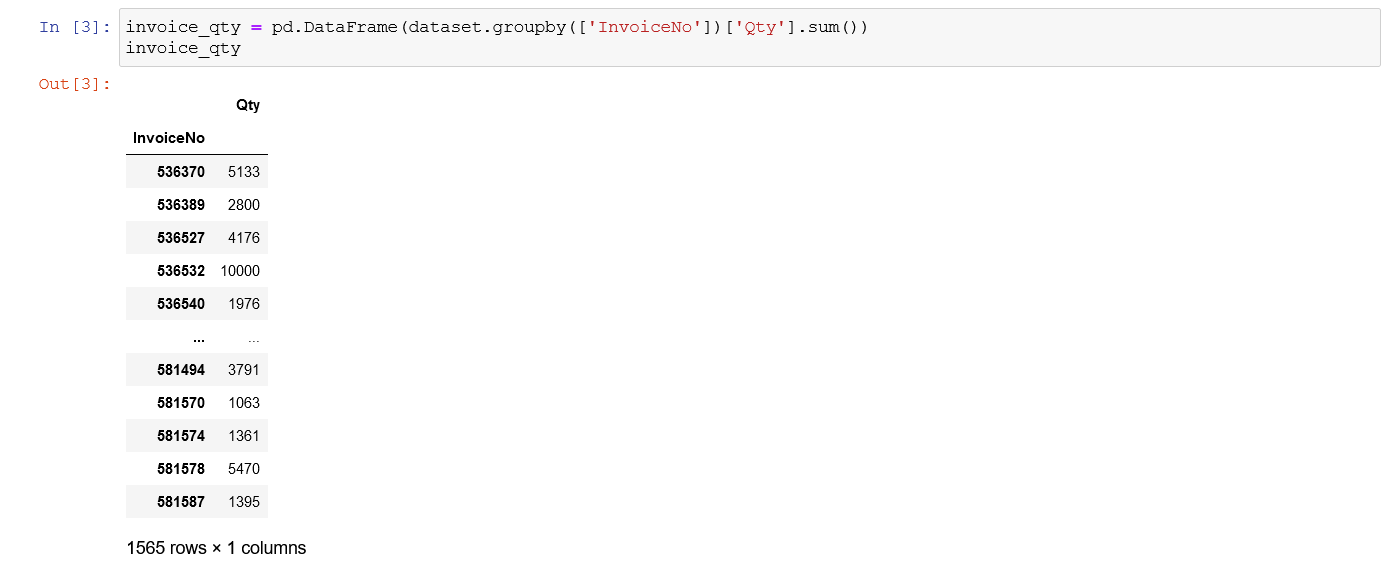 In [3]: invoice_qty = pd.DataFrame(dataset.groupby(['InvoiceNo'])['Qty'].sum())
invoice_qty
Out[3]:
Qty
InvoiceNo
536370 5133
536389 2800
536527 4176
536532 10000
536540 1976
... ...
581494 3791
581570 1063
581574 1361
581578 5470
581587 1395
1565 rows × 1 columns